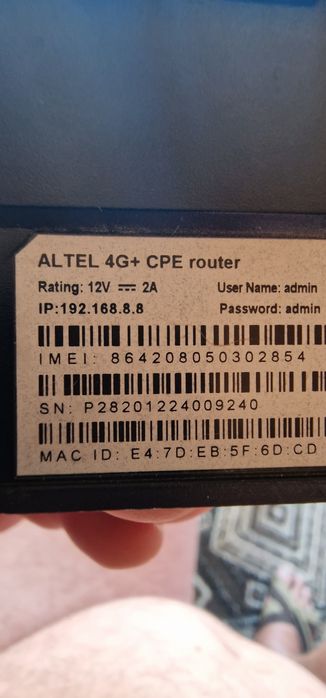 ALTEL 4G+ CPE router
Rating: 12V ⎓ 2A User Name: admin
IP:192.168.8.8 Password: admin
IMEI: 864208050302854
SN: P28201224009240
MAC ID: E4:7D:EB:5F:6D:CD